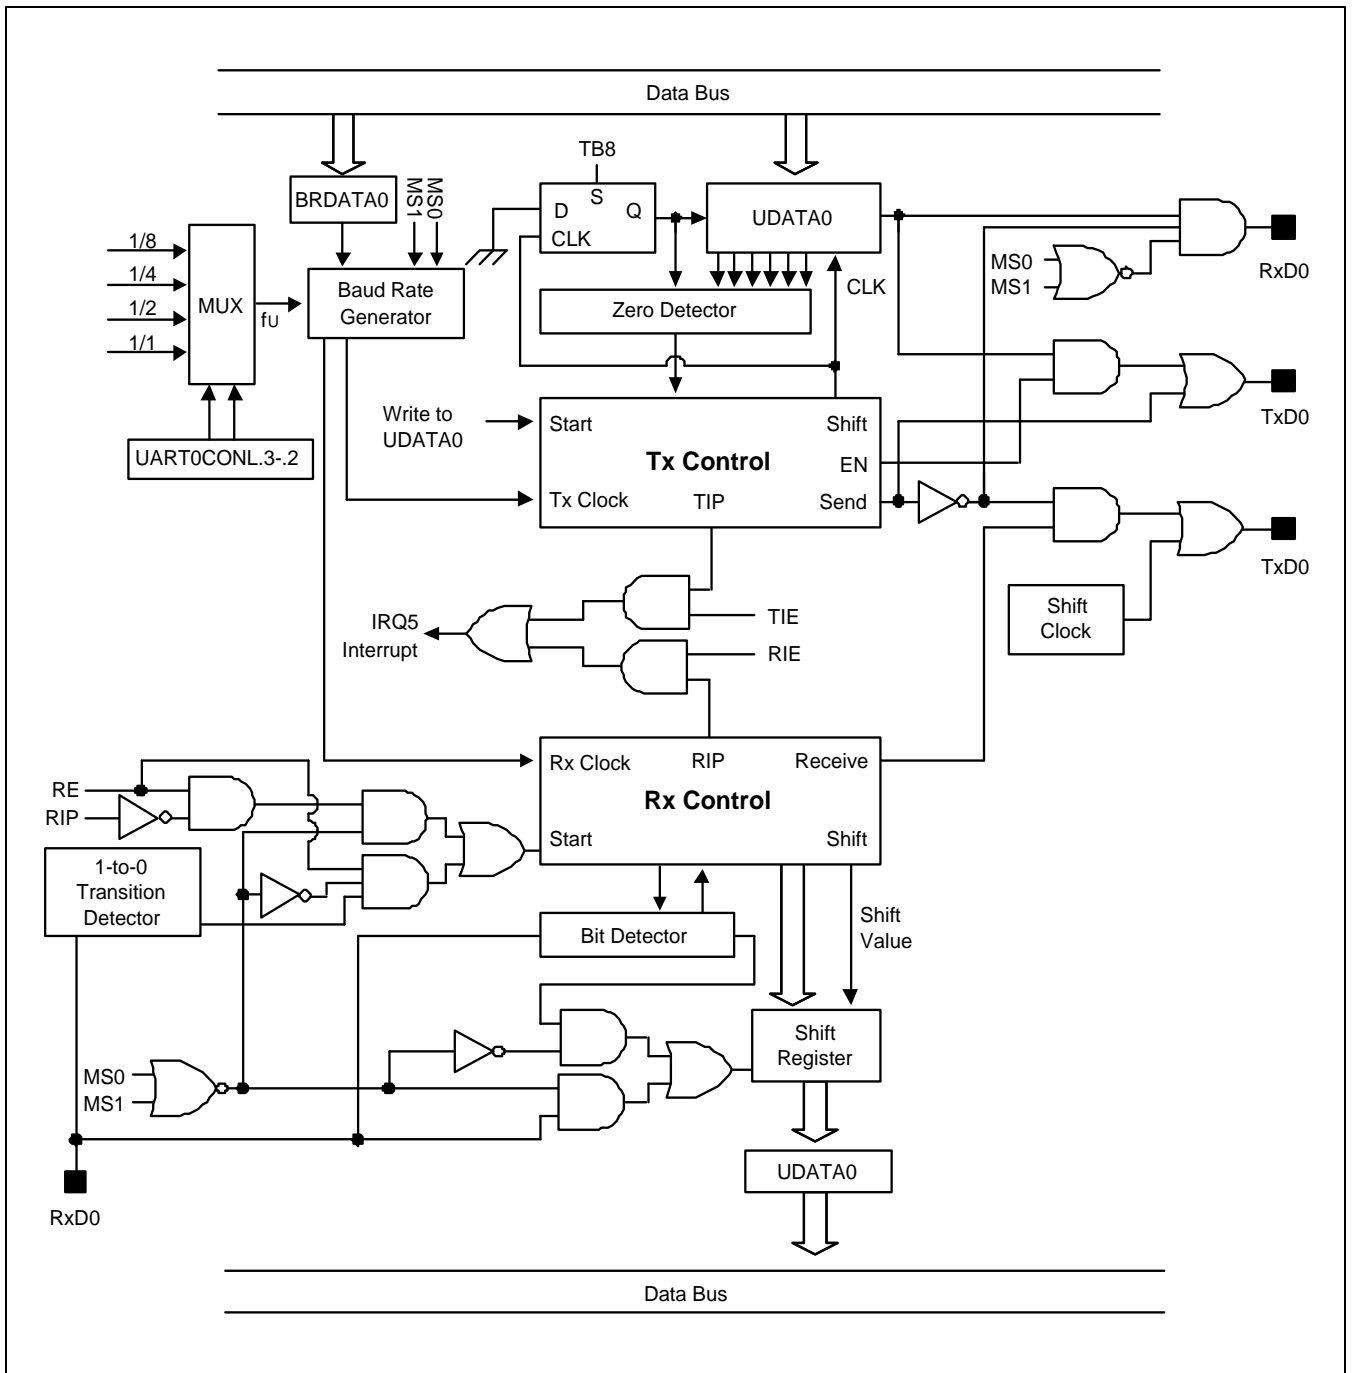 Data Bus
TB8
BRDATA0
MS1
MS0
D
S
Q
CLK
UDATA0
1/8
1/4
1/2
1/1
MUX
fU
Baud Rate
Generator
Zero Detector
CLK
MS0
MS1
RxD0
UART0CONL.3-.2
Write to
UDATA0
Start
Shift
Tx Control
EN
Tx Clock
TIP
Send
TxD0
TxD0
Shift
Clock
IRQ5
Interrupt
TIE
RIE
Rx Clock
RIP
Receive
Rx Control
Start
Shift
RE
RIP
1-to-0
Transition
Detector
Bit Detector
Shift
Value
Shift
Register
MS0
MS1
UDATA0
RxD0
Data Bus